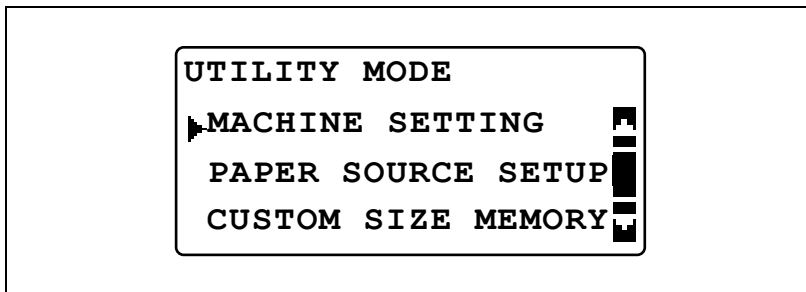 UTILITY MODE
MACHINE SETTING
PAPER SOURCE SETUP
CUSTOM SIZE MEMORY